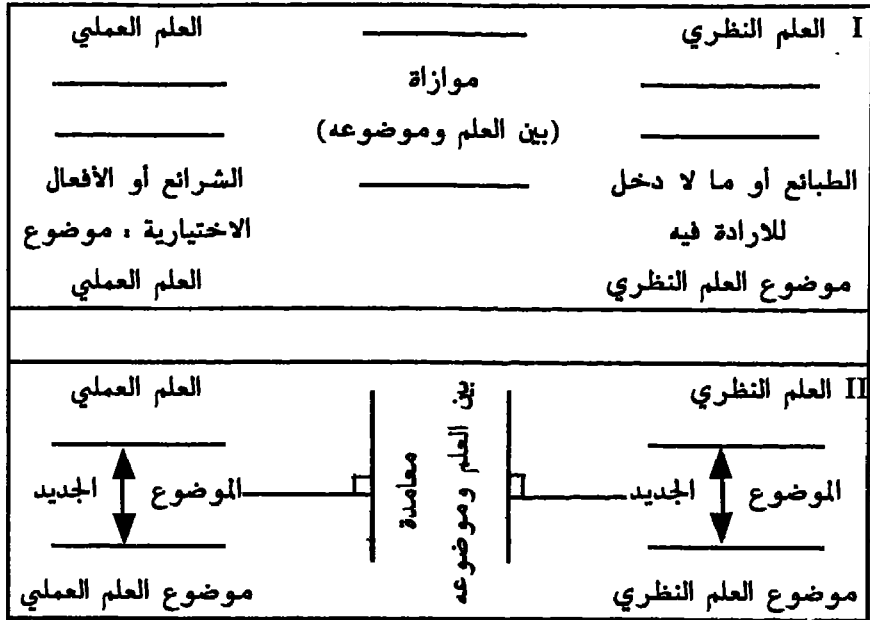 I العلم النظري
العلم العملي
موازاة
(بين العلم وموضوعه)
الطبائع أو ما لا دخل
للارادة فيه
موضوع العلم النظري
الشرائع أو الأفعال
الاختيارية ، موضوع
العلم العملي
II العلم النظري
العلم العملي
الموضوع الجديد
بين العلم وموضوعه
معامدة
الموضوع الجديد
موضوع العلم النظري
موضوع العلم العملي